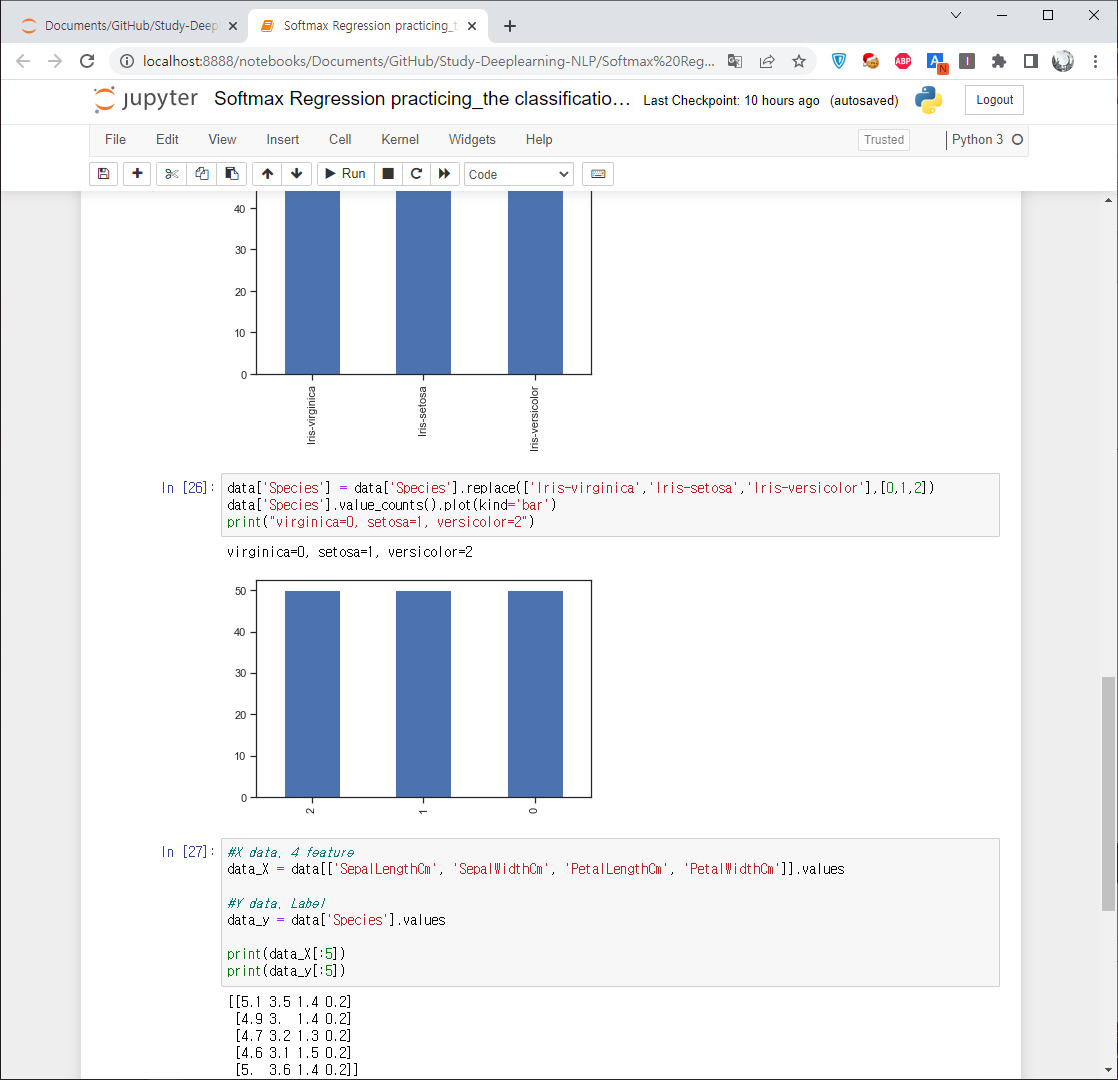 Documents/GitHub/Study-Deep
Softmax Regression practicing_t
localhost:8888/notebooks/Documents/GitHub/Study-Deeplearning-NLP/Softmax%20Reg...
ABP
A
N
I
jupyter
Softmax Regression practicing_the classificatio...
Last Checkpoint: 10 hours ago (autosaved)
Logout
File Edit View Insert Cell Kernel Widgets Help
Trusted
Python 3
Run
Code
40
30
20
10
0
Iris-virginica
Iris-setosa
Iris-versicolor
In [26]:
data['Species'] = data['Species'].replace(['Iris-virginica','Iris-setosa','Iris-versicolor'],[0,1,2])
data['Species'].value_counts().plot(kind='bar')
print("virginica=0, setosa=1, versicolor=2")
virginica=0, setosa=1, versicolor=2
50
40
30
20
10
0
2
1
0
In [27]:
#X data, 4 feature
data_X = data[['SepalLengthCm', 'SepalWidthCm', 'PetalLengthCm', 'PetalWidthCm']].values
#Y data, Label
data_y = data['Species'].values
print(data_X[:5])
print(data_y[:5])
[[5.1 3.5 1.4 0.2]
[4.9 3. 1.4 0.2]
[4.7 3.2 1.3 0.2]
[4.6 3.1 1.5 0.2]
[5. 3.6 1.4 0.2]]